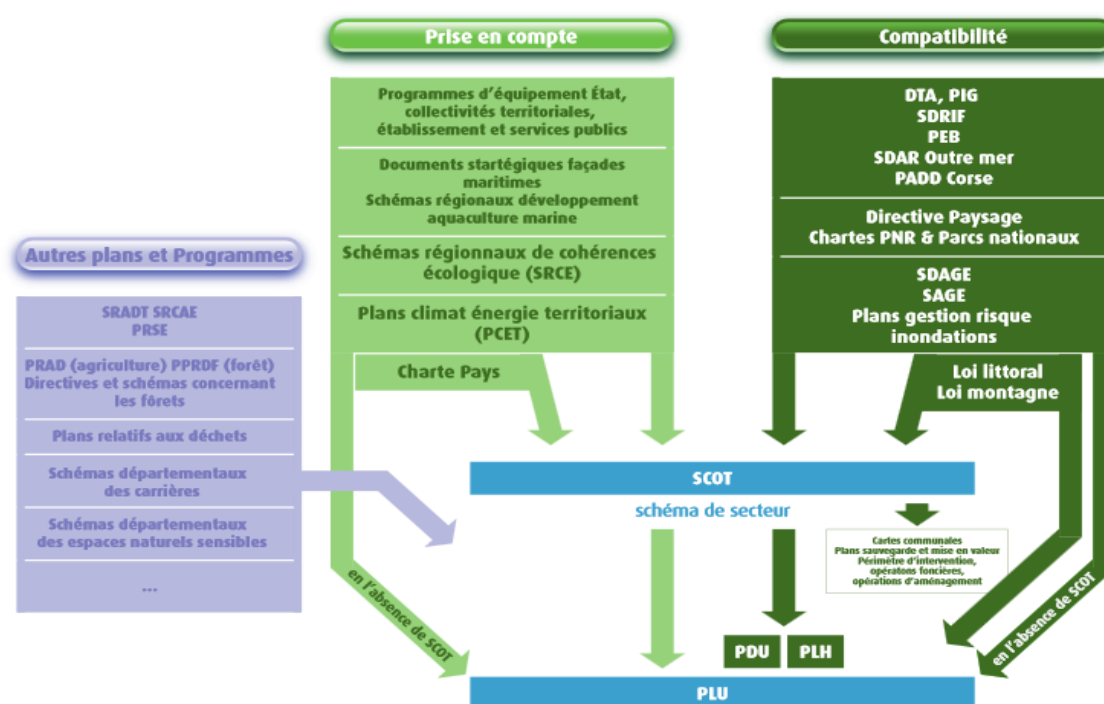 Prise en compte
Compatibilité
Programmes d'équipement État,
collectivités territoriales,
établissement et services publics
Documents startégiques façades
maritimes
Schémas régionaux développement
aquaculture marine
Schémas régionnaux de cohérences
écologique (SRCE)
Plans climat énergie territoriaux
(PCET)
Charte Pays
DTA, PIG
SDRIF
PEB
SDAR Outre mer
PADD Corse
Directive Paysage
Chartes PNR & Parcs nationaux
SDAGE
SAGE
Plans gestion risque
inondations
Loi littoral
Loi montagne
Autres plans et Programmes
SRADT SRCAE
PRSE
PRAD (agriculture) PPRDF (forêt)
Directives et schémas concernant
les fôrets
Plans relatifs aux déchets
Schémas départementaux
des carrières
Schémas départementaux
des espaces naturels sensibles
...
SCOT
schéma de secteur
Cartes communales
Plans sauvegarde et mise en valeur
Périmètre d'intervention,
opératons foncières,
opérations d'aménagement
en l'absence de SCOT
en l'absence de SCOT
PDU
PLH
PLU